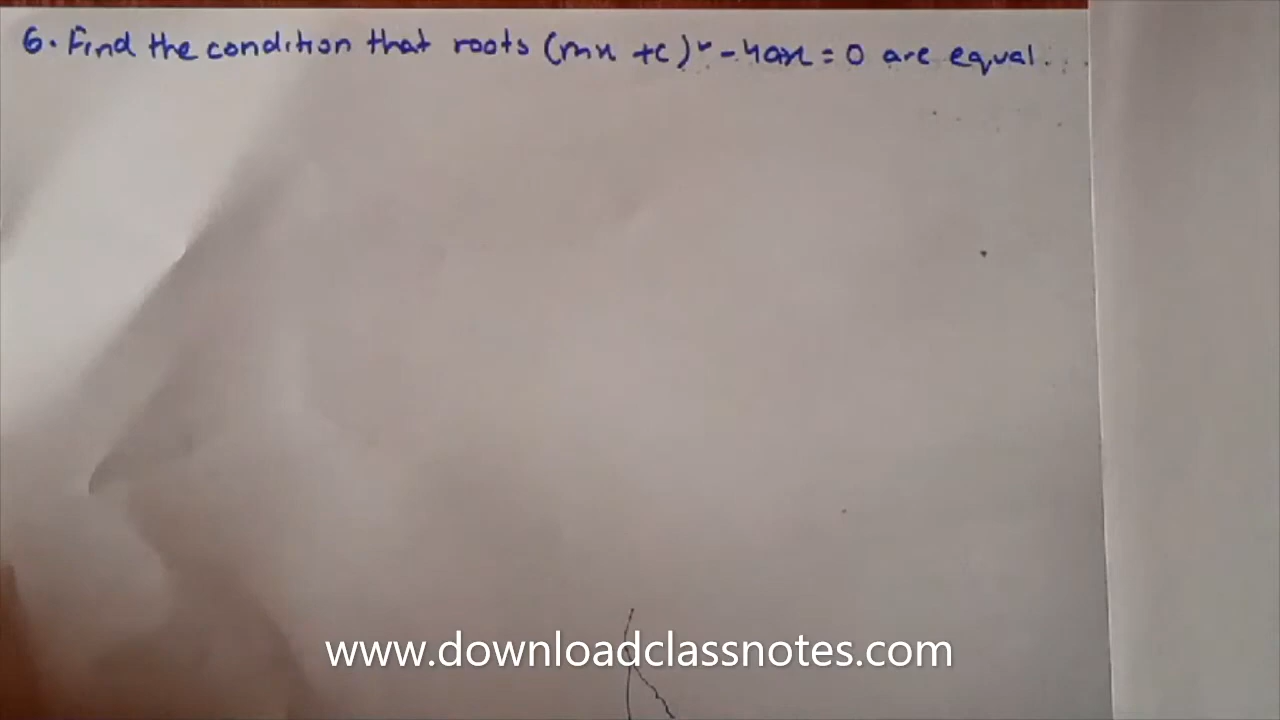 6. Find the condition that roots (mx + c)² - 4ax = 0 are equal.
www.downloadclassnotes.com